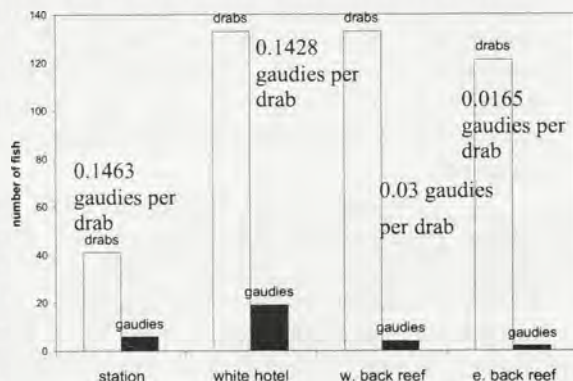 140
120
100
80
60
40
20
0
number of fish
drabs
0.1463
gaudies per
drab
gaudies
station
drabs
0.1428
gaudies per
drab
gaudies
white hotel
drabs
0.03 gaudies
per drab
gaudies
w. back reef
drabs
0.0165
gaudies per
drab
gaudies
e. back reef